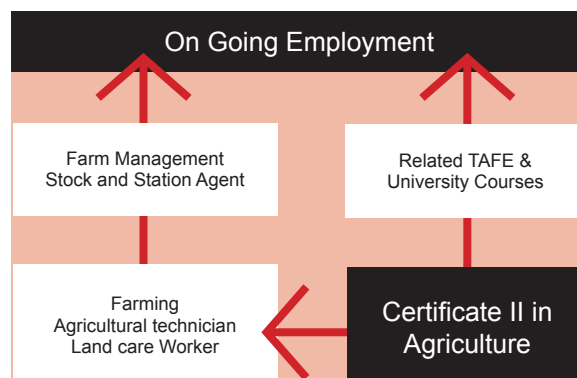 On Going Employment
Farm Management
Stock and Station Agent
Related TAFE &
University Courses
Farming
Agricultural technician
Land care Worker
Certificate II in
Agriculture